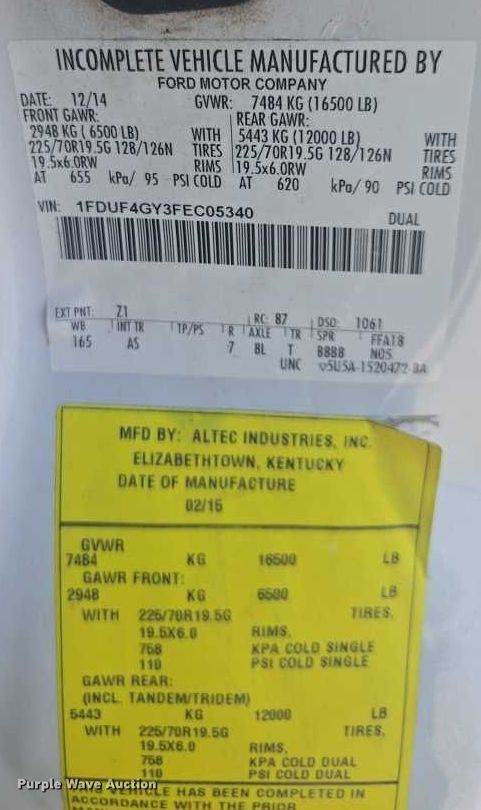 INCOMPLETE VEHICLE MANUFACTURED BY
FORD MOTOR COMPANY
DATE: 12/14 GVWR: 7484 KG (16500 LB)
FRONT GAWR: REAR GAWR:
2948 KG ( 6500 LB) WITH 5443 KG (12000 LB) WITH
225/70R19.5G 128/126N TIRES 225/70R19.5G 128/126N TIRES
19.5x6.0RW RIMS 19.5x6.0RW RIMS
AT 655 kPa/ 95 PSI COLD AT 620 kPa/ 90 PSI COLD
VIN: 1FDUF4GY3FEC05340 DUAL
EXT PNT: Z1 RC: 87 DSO: 1061
WB INT TR TP/PS R AXLE TR SPR FFA18
165 AS 7 8L T BBBB NOS
UNC 5U5A-1520472-BA
MFD BY: ALTEC INDUSTRIES, INC.
ELIZABETHTOWN, KENTUCKY
DATE OF MANUFACTURE
02/15
GVWR
7484 KG 16500 LB
GAWR FRONT:
2948 KG 6500 LB
WITH 225/70R19.5G TIRES,
19.5X6.0 RIMS,
758 KPA COLD SINGLE
110 PSI COLD SINGLE
GAWR REAR:
(INCL. TANDEM/TRIDEM)
5443 KG 12000 LB
WITH 225/70R19.5G TIRES,
19.5X6.0 RIMS,
758 KPA COLD DUAL
110 PSI COLD DUAL
THIS VEHICLE HAS BEEN COMPLETED IN
ACCORDANCE WITH THE PRIOR
Purple Wave Auction